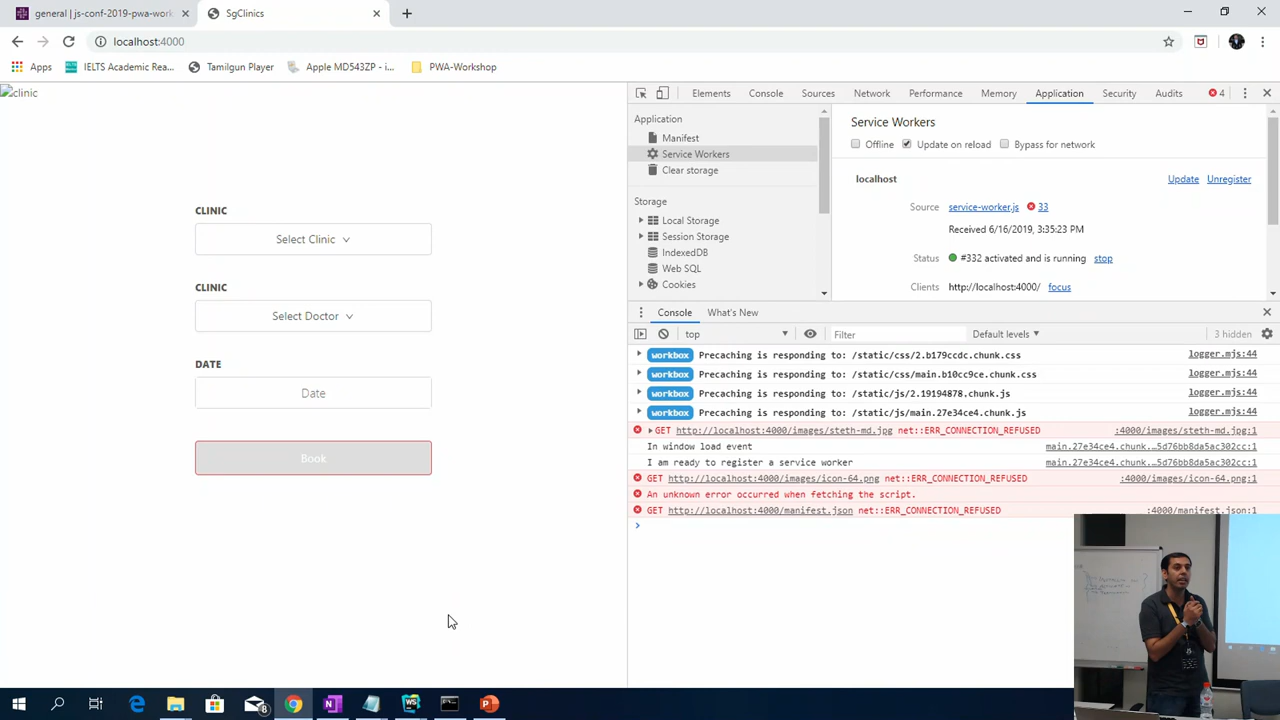 general | js-conf-2019-pwa-work
SgClinics
localhost:4000
Apps
IELTS Academic Rea...
Tamilgun Player
Apple MD543ZP - i...
PWA-Workshop
clinic
CLINIC
Select Clinic
CLINIC
Select Doctor
DATE
Date
Book
Elements Console Sources Network Performance Memory Application Security Audits 4
Application
Manifest
Service Workers
Clear storage
Storage
Local Storage
Session Storage
IndexedDB
Web SQL
Cookies
Service Workers
Offline Update on reload Bypass for network
localhost Update Unregister
Source service-worker.js 33
Received 6/16/2019, 3:35:23 PM
Status #332 activated and is running stop
Clients http://localhost:4000/ focus
Console What's New
top Filter Default levels 3 hidden
workbox Precaching is responding to: /static/css/2.b179ccdc.chunk.css logger.mjs:44
workbox Precaching is responding to: /static/css/main.b10cc9ce.chunk.css logger.mjs:44
workbox Precaching is responding to: /static/js/2.19194878.chunk.js logger.mjs:44
workbox Precaching is responding to: /static/js/main.27e34ce4.chunk.js logger.mjs:44
GET http://localhost:4000/images/steth-md.jpg net::ERR_CONNECTION_REFUSED :4000/images/steth-md.jpg:1
In window load event main.27e34ce4.chunk.…5d76bb8da5ac302cc:1
I am ready to register a service worker main.27e34ce4.chunk.…5d76bb8da5ac302cc:1
GET http://localhost:4000/images/icon-64.png net::ERR_CONNECTION_REFUSED :4000/images/icon-64.png:1
An unknown error occurred when fetching the script.
GET http://localhost:4000/manifest.json net::ERR_CONNECTION_REFUSED :4000/manifest.json:1